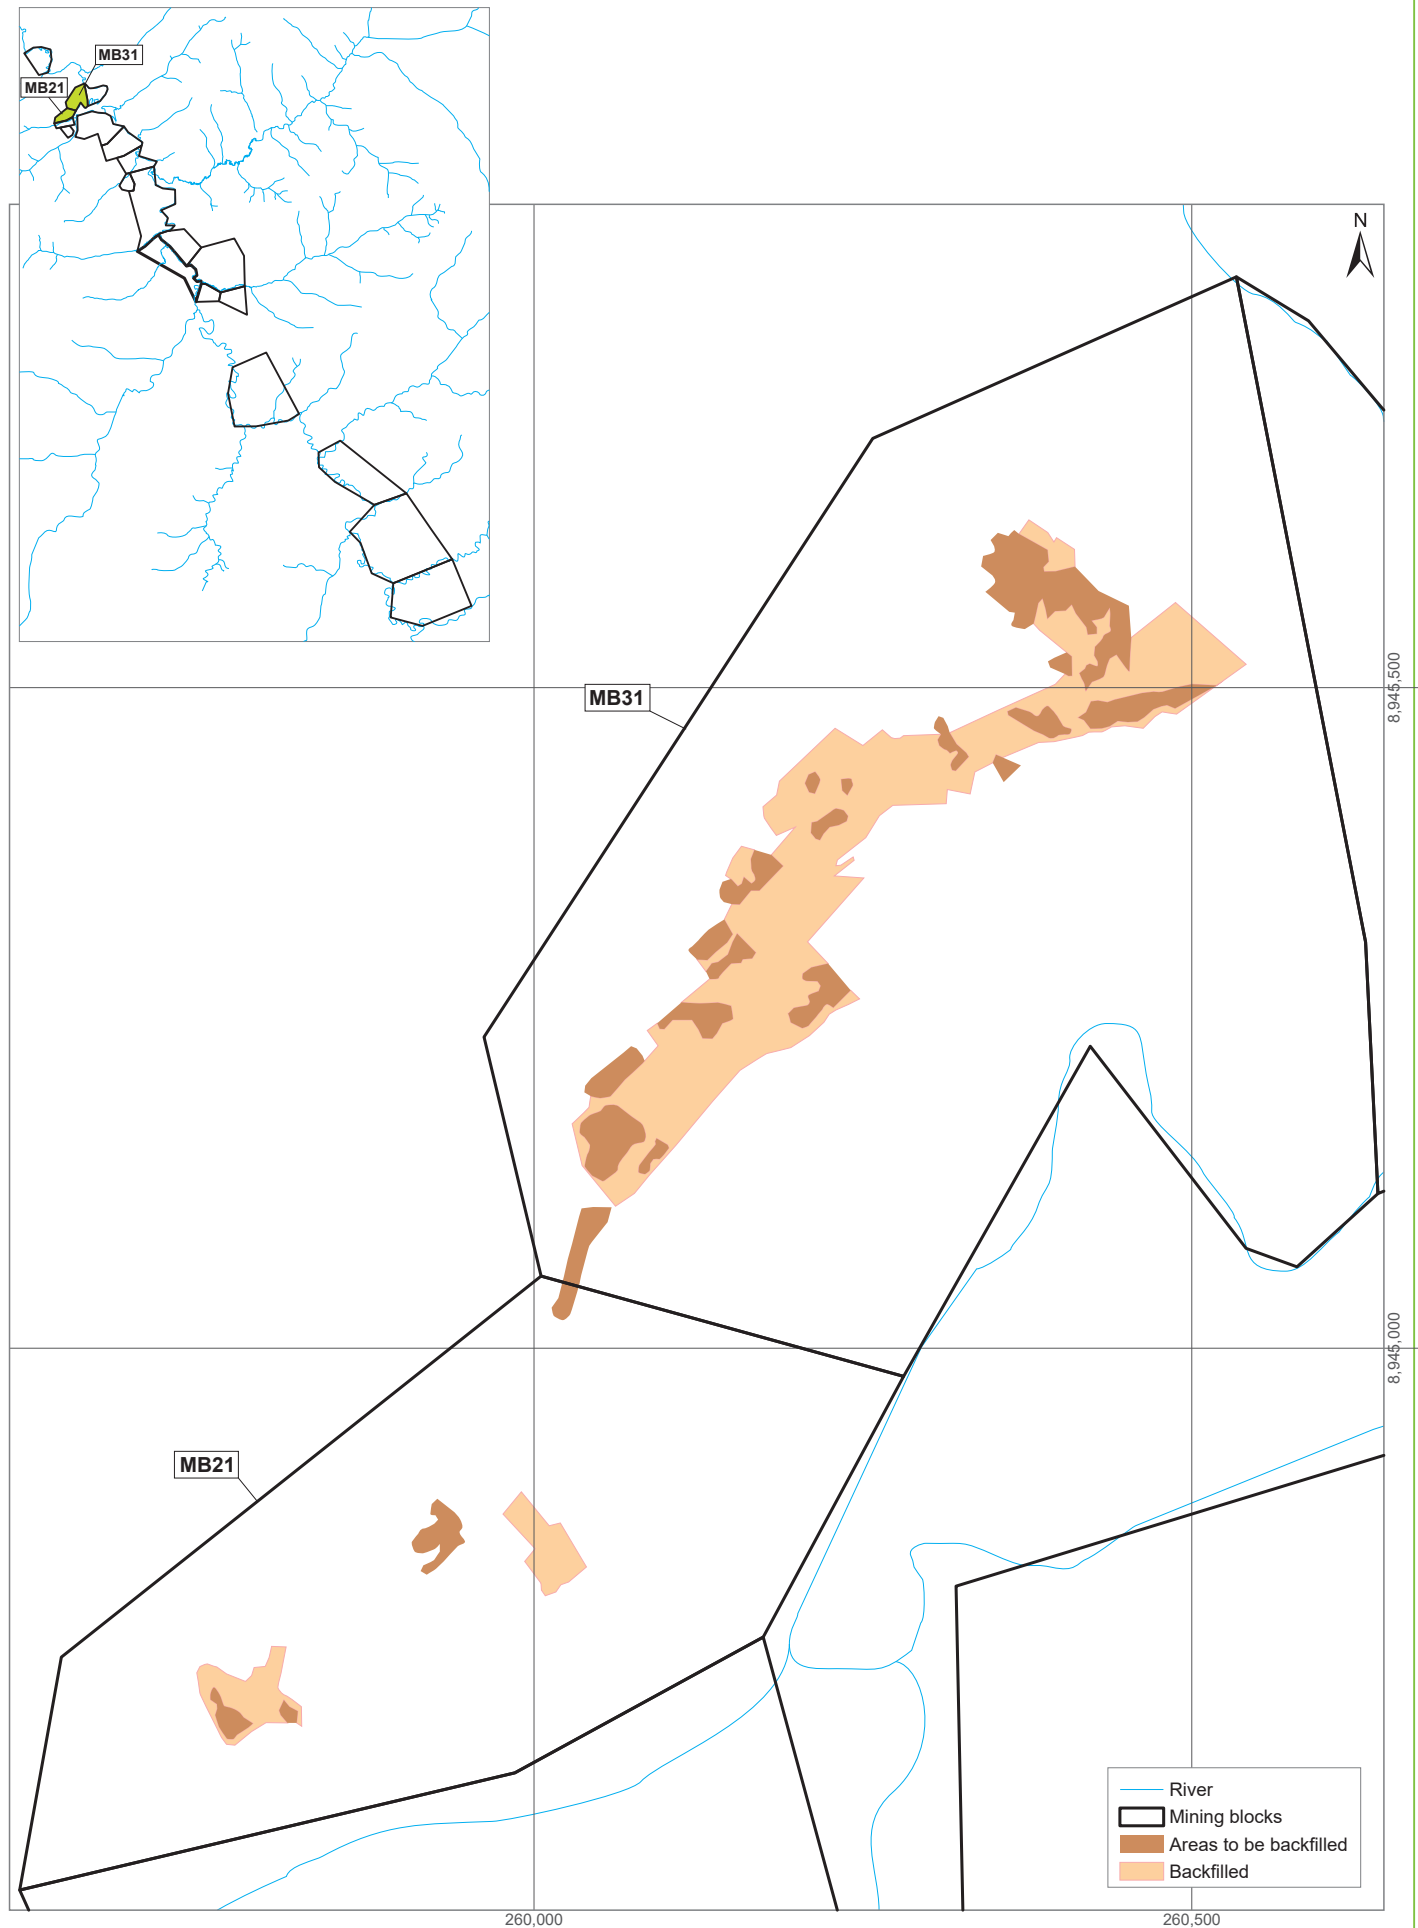 MB31
MB21
N
MB31
8,945,500
8,945,000
MB21
River
Mining blocks
Areas to be backfilled
Backfilled
260,000
260,500